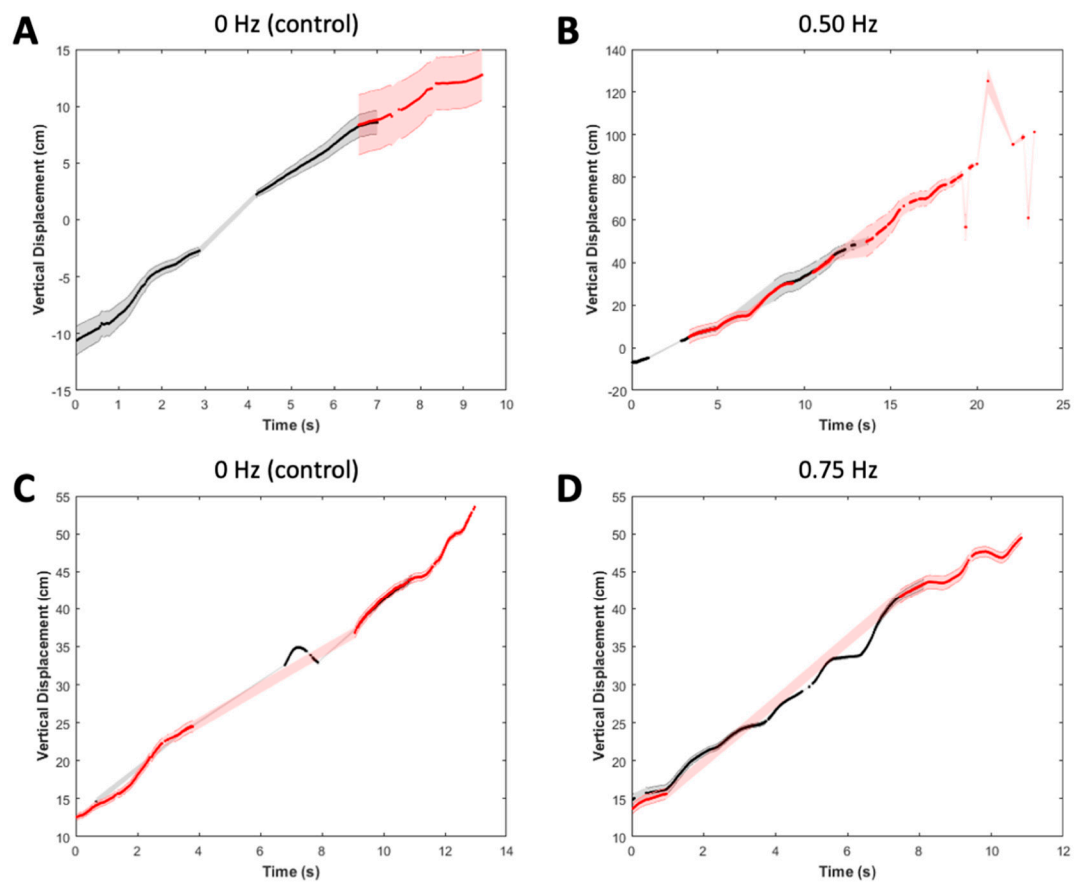 A
0 Hz (control)
Vertical Displacement (cm)
15
10
5
0
-5
-10
-15
0 1 2 3 4 5 6 7 8 9 10
Time (s)
B
0.50 Hz
Vertical Displacement (cm)
140
120
100
80
60
40
20
0
-20
0 5 10 15 20 25
Time (s)
C
0 Hz (control)
Vertical Displacement (cm)
55
50
45
40
35
30
25
20
15
10
0 2 4 6 8 10 12 14
Time (s)
D
0.75 Hz
Vertical Displacement (cm)
55
50
45
40
35
30
25
20
15
10
0 2 4 6 8 10 12
Time (s)